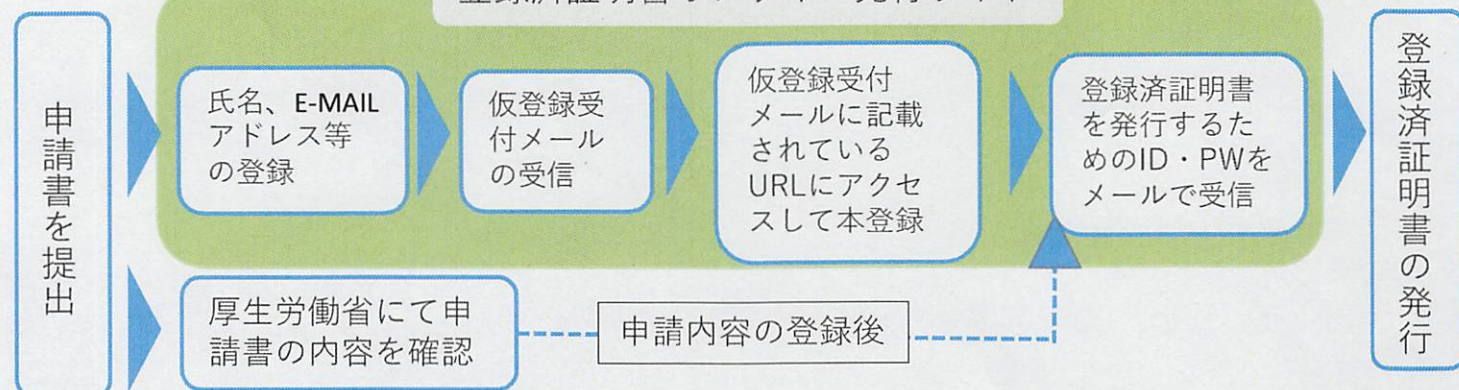 申請書を提出
氏名、E-MAIL
アドレス等
の登録
仮登録受
付メール
の受信
仮登録受付
メールに記載
されている
URLにアクセ
スして本登録
登録済証明書
を発行するた
めのID・PWを
メールで受信
登録済証明書の発行
厚生労働省にて申
請書の内容を確認
申請内容の登録後